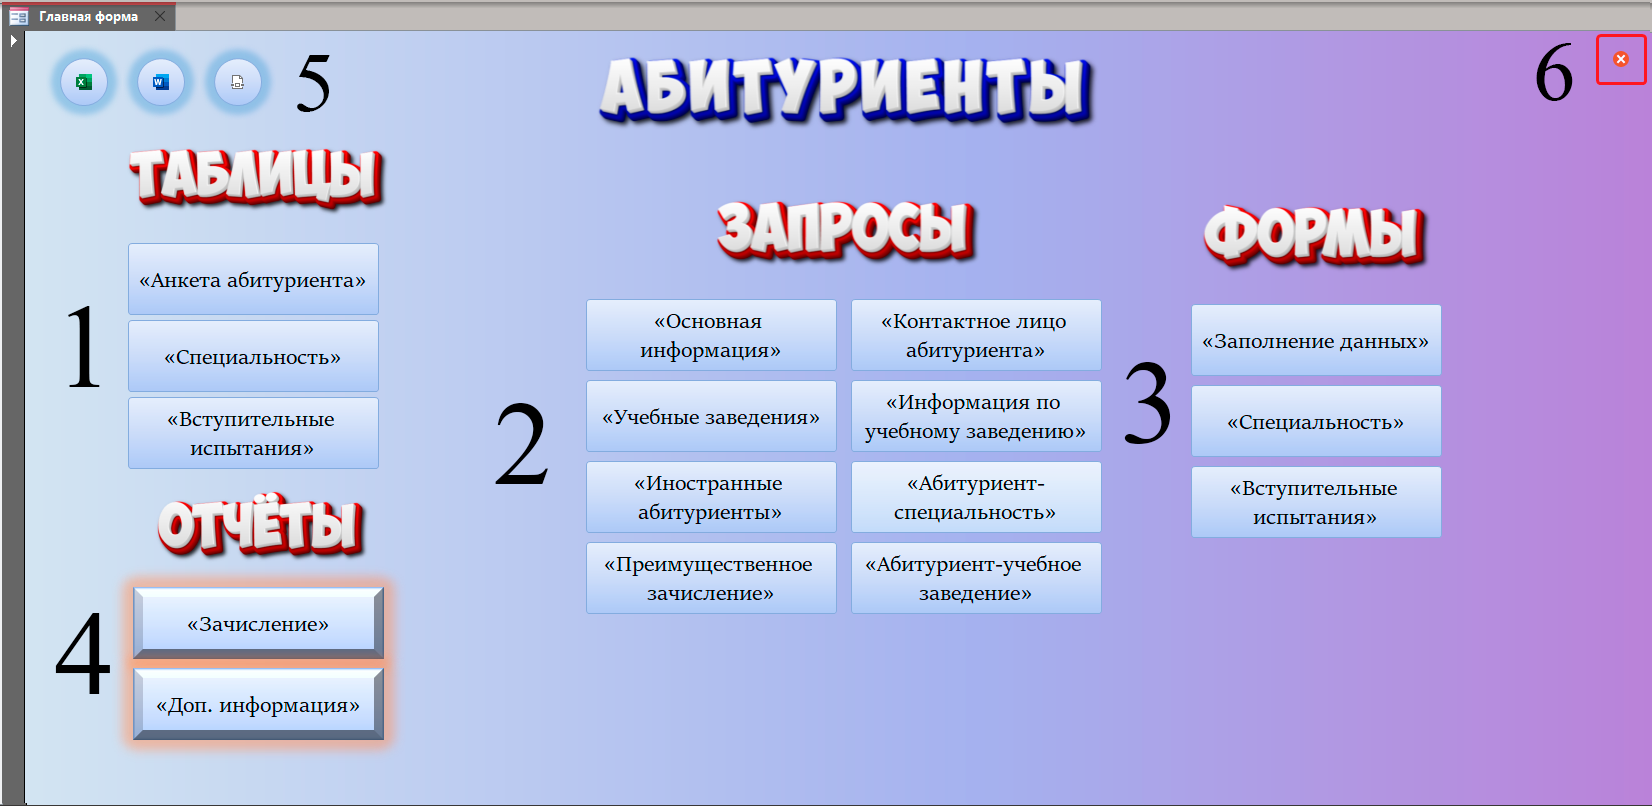 Главная форма
5
АБИТУРИЕНТЫ
6
ТАБЛИЦЫ
1
«Анкета абитуриента»
«Специальность»
«Вступительные
испытания»
ОТЧЁТЫ
4
«Зачисление»
«Доп. информация»
ЗАПРОСЫ
2
«Основная
информация»
«Контактное лицо
абитуриента»
«Учебные заведения»
«Информация по
учебному заведению»
«Иностранные
абитуриенты»
«Абитуриент-
специальность»
«Преимущественное
зачисление»
«Абитуриент-учебное
заведение»
ФОРМЫ
3
«Заполнение данных»
«Специальность»
«Вступительные
испытания»